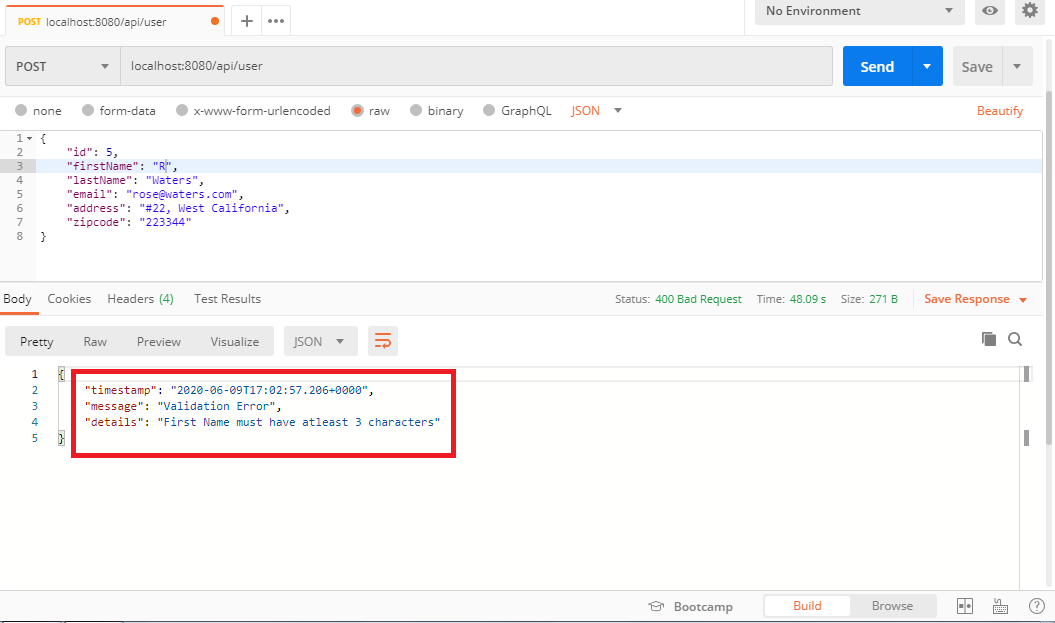 POST localhost:8080/api/user + ••• No Environment
POST localhost:8080/api/user Send Save
none form-data x-www-form-urlencoded raw binary GraphQL JSON Beautify
1 {
2 "id": 5,
3 "firstName": "R",
4 "lastName": "Waters",
5 "email": "rose@waters.com",
6 "address": "#22, West California",
7 "zipcode": "223344"
8 }
Body Cookies Headers (4) Test Results Status: 400 Bad Request Time: 48.09 s Size: 271 B Save Response
Pretty Raw Preview Visualize JSON
1 {
2 "timestamp": "2020-06-09T17:02:57.206+0000",
3 "message": "Validation Error",
4 "details": "First Name must have atleast 3 characters"
5 }
Bootcamp Build Browse ?